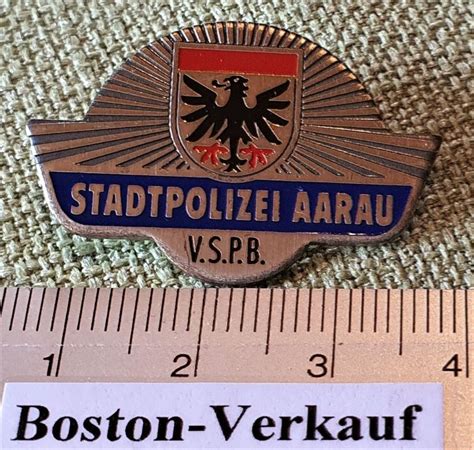 STADTPOLIZEI AARAU
V.S.P.B.
1 2 3 4
Boston-Verkauf